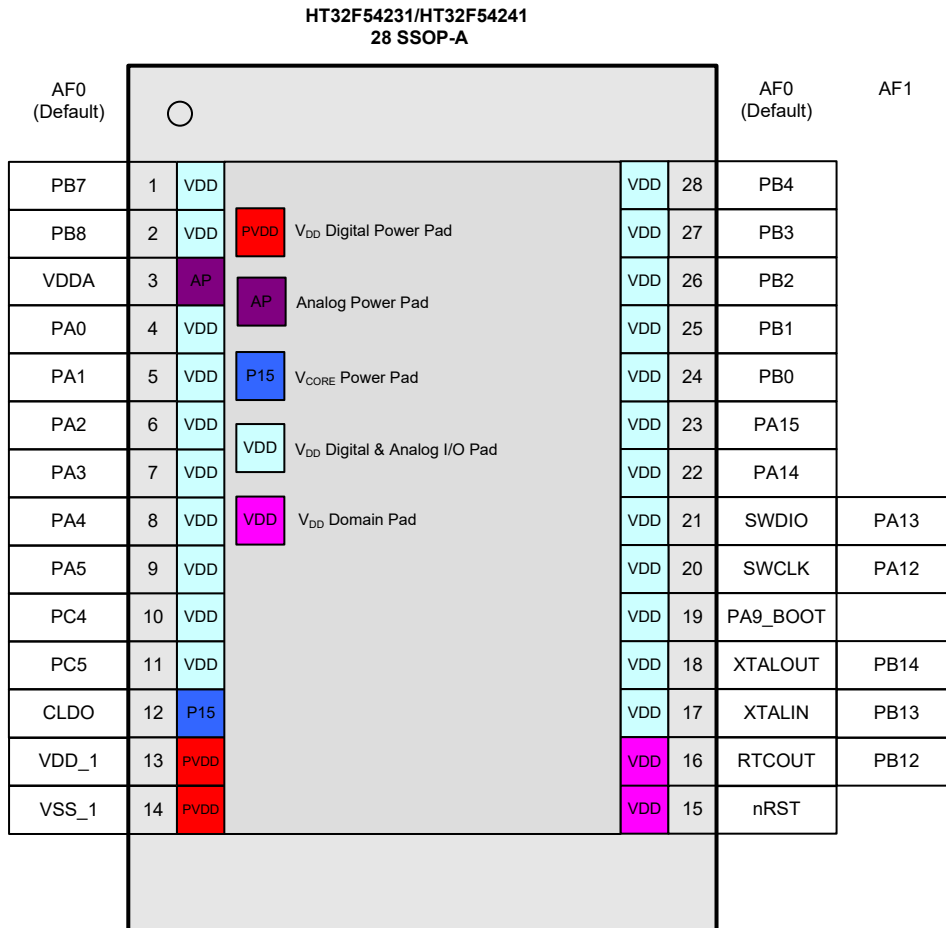 HT32F54231/HT32F54241
28 SSOP-A
AF0
(Default)
AF0
(Default)
AF1
PB7 1 VDD VDD 28 PB4
PB8 2 VDD PVDD VDD Digital Power Pad VDD 27 PB3
VDDA 3 AP AP Analog Power Pad VDD 26 PB2
PA0 4 VDD VDD 25 PB1
PA1 5 VDD P15 VCORE Power Pad VDD 24 PB0
PA2 6 VDD VDD VDD Digital & Analog I/O Pad VDD 23 PA15
PA3 7 VDD VDD 22 PA14
PA4 8 VDD VDD VDD Domain Pad VDD 21 SWDIO PA13
PA5 9 VDD VDD 20 SWCLK PA12
PC4 10 VDD VDD 19 PA9_BOOT
PC5 11 VDD VDD 18 XTALOUT PB14
CLDO 12 P15 VDD 17 XTALIN PB13
VDD_1 13 PVDD VDD 16 RTCOUT PB12
VSS_1 14 PVDD VDD 15 nRST